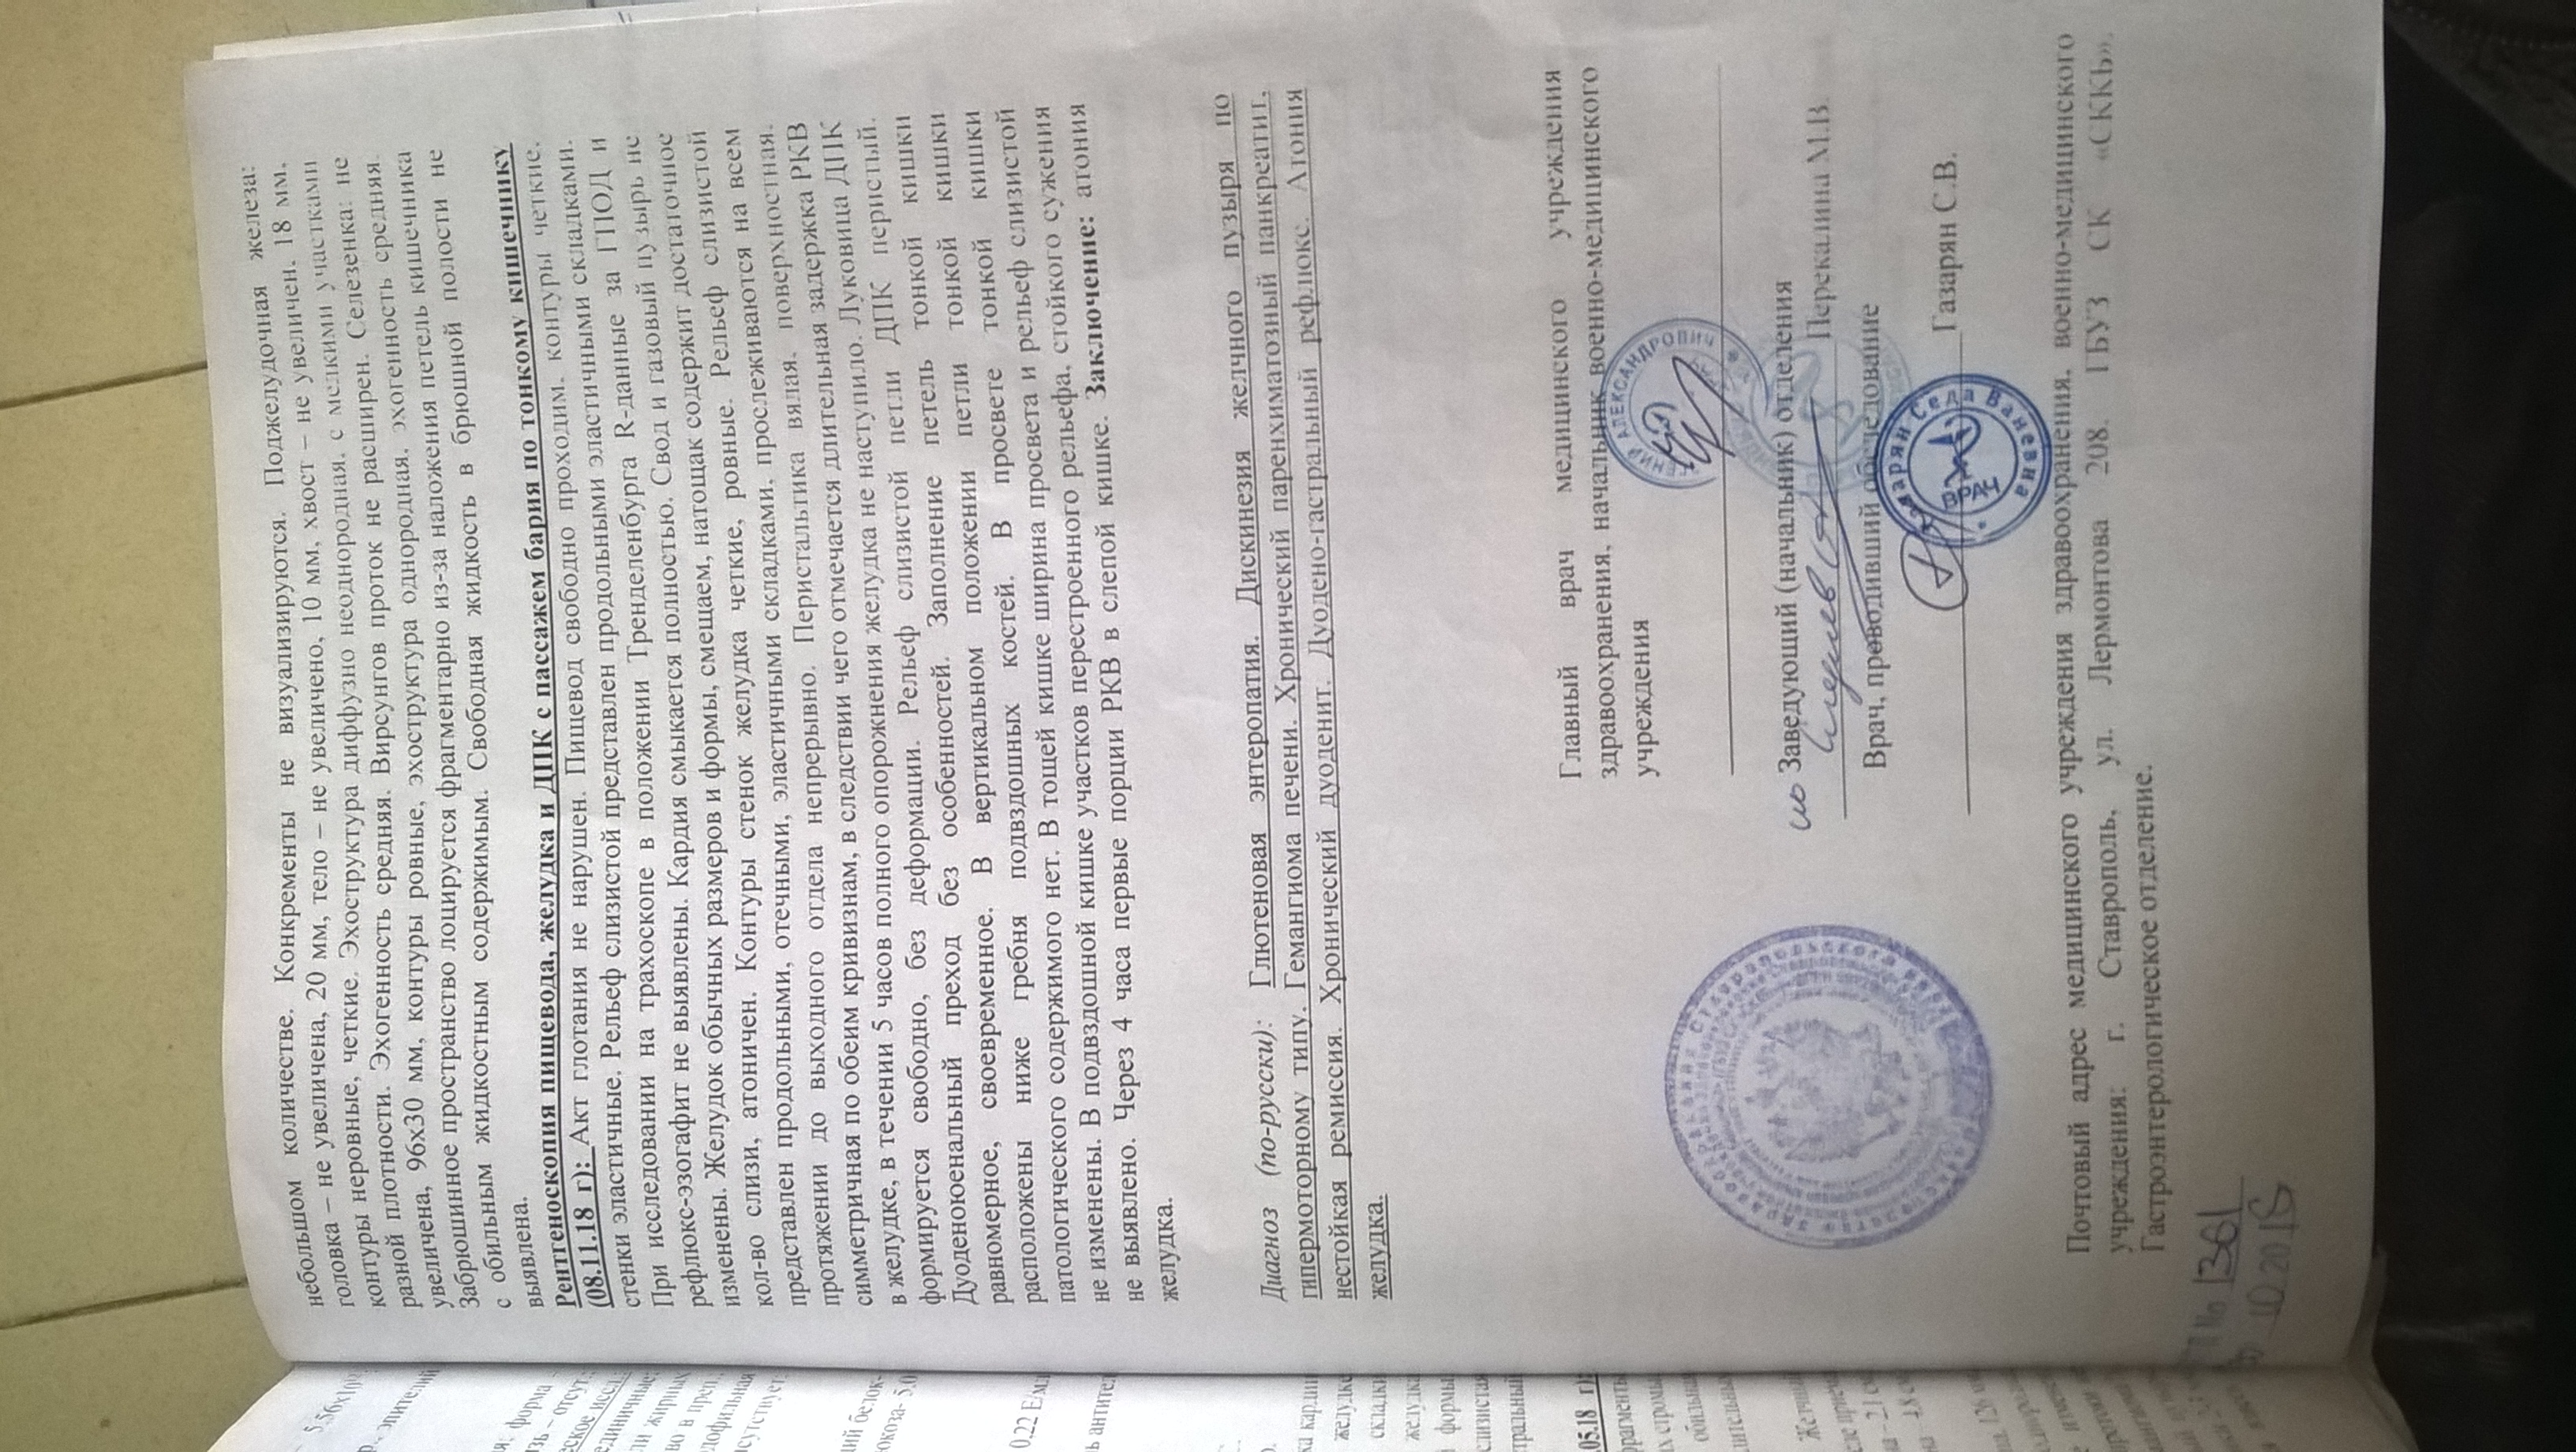 небольшом количестве. Конкременты не визуализируются. Поджелудочная железа:
головка – не увеличена, 20 мм, тело – не увеличено, 10 мм, хвост – не увеличен, 18 мм,
контуры неровные, четкие. Эхоструктура диффузно неоднородная, с мелкими участками
разной плотности. Эхогенность средняя. Вирсунгов проток не расширен. Селезенка: не
увеличена, 96х30 мм, контуры ровные, эхоструктура однородная, эхогенность средняя.
Забрюшинное пространство лоцируется фрагментарно из-за наложения петель кишечника
с обильным жидкостным содержимым. Свободная жидкость в брюшной полости не
выявлена.
Рентгеноскопия пищевода, желудка и ДПК с пассажем бария по тонкому кишечнику
(08.11.18 г): Акт глотания не нарушен. Пищевод свободно проходим, контуры четкие,
стенки эластичные. Рельеф слизистой представлен продольными эластичными складками.
При исследовании на трахоскопе в положении Тренделенбурга R-данные за ГПОД и
рефлюкс-эзогафит не выявлены. Кардия смыкается полностью. Свод и газовый пузырь не
изменены. Желудок обычных размеров и формы, смещаем, натощак содержит достаточное
кол-во слизи, атоничен. Контуры стенок желудка четкие, ровные. Рельеф слизистой
представлен продольными, отечными, эластичными складками, прослеживаются на всем
протяжении до выходного отдела непрерывно. Перистальтика вялая, поверхностная,
симметричная по обеим кривизнам, в следствии чего отмечается длительная задержка РКВ
в желудке, в течении 5 часов полного опорожнения желудка не наступило. Луковица ДПК
формируется свободно, без деформации. Рельеф слизистой петли ДПК перистый.
Дуоденоюенальный преход без особенностей. Заполнение петель тонкой кишки
равномерное, своевременное. В вертикальном положении петли тонкой кишки
расположены ниже гребня подвздошных костей. В просвете тонкой кишки
патологического содержимого нет. В тощей кишке ширина просвета и рельеф слизистой
не изменены. В подвздошной кишке участков перестроенного рельефа, стойкого сужения
не выявлено. Через 4 часа первые порции РКВ в слепой кишке. Заключение: атония
желудка.
Диагноз (по-русски): Глютеновая энтеропатия. Дискинезия желчного пузыря по
гипермоторному типу. Гемангиома печени. Хронический паренхиматозный панкреатит,
нестойкая ремиссия. Хронический дуоденит. Дуодено-гастральный рефлюкс. Атония
желудка.
Главный врач медицинского учреждения
здравоохранения, начальник военно-медицинского
учреждения
ЕНИЙ АЛЕКСАНДРОВИЧ
ио Заведующий (начальник) отделения
Перекалина М.В.
Врач, проводивший обследование
Газарян Седа Ваневна
ВРАЧ
Газарян С.В.
Почтовый адрес медицинского учреждения здравоохранения, военно-медицинского
учреждения: г. Ставрополь, ул. Лермонтова 208. ГБУЗ СК «СККБ».
Гастроэнтерологическое отделение.
1361
10.2018